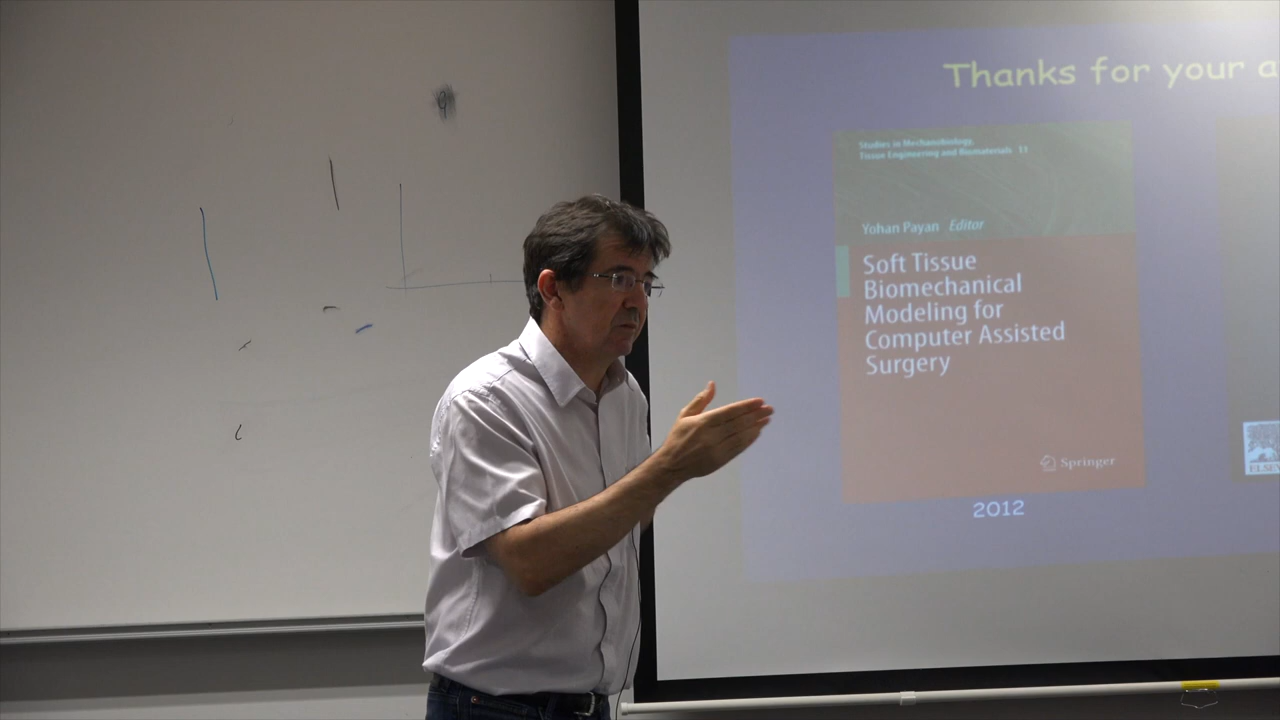 Thanks for your a
Studies in Mechanobiology,
Tissue Engineering and Biomaterials 11
Yohan Payan Editor
Soft Tissue
Biomechanical
Modeling for
Computer Assisted
Surgery
Springer
ELSE
2012